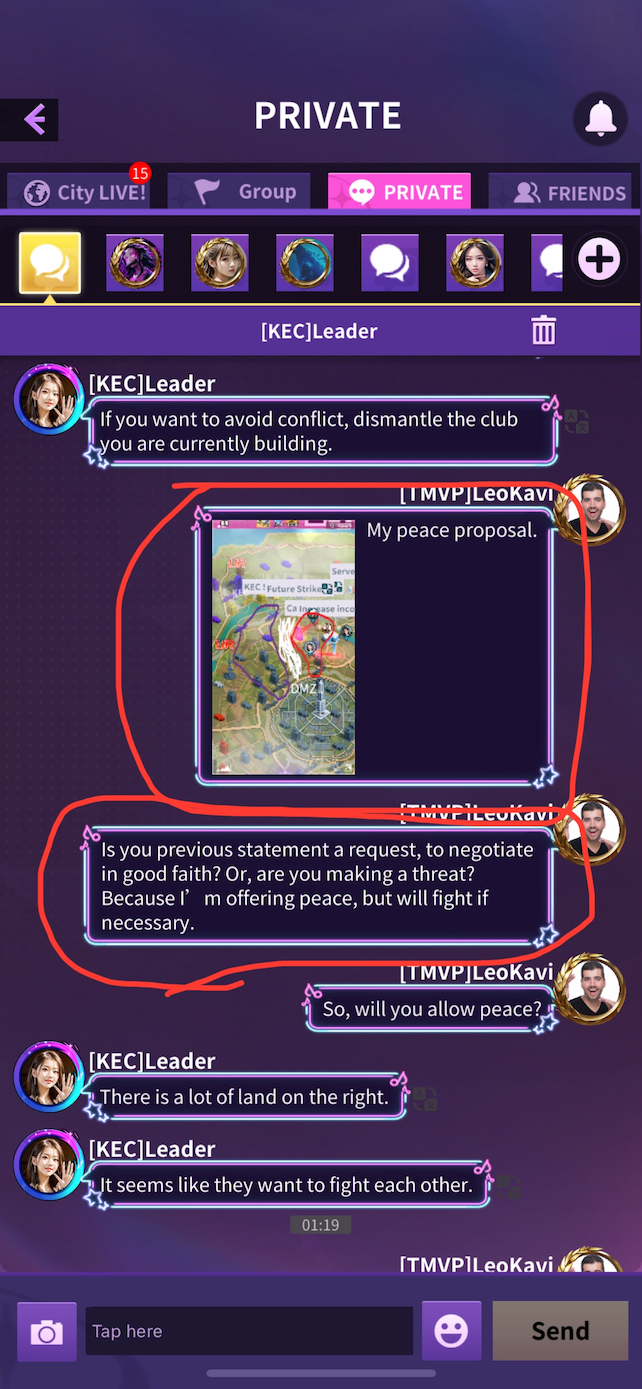 PRIVATE
15
City LIVE!
Group
PRIVATE
FRIENDS
[KEC]Leader
[KEC]Leader
If you want to avoid conflict, dismantle the club
you are currently building.
[TMVP]LeoKavi
My peace proposal.
KEC !
Future Strike
Serve
Ca
ease inco
DMZ
[TMVP]LeoKavi
Is you previous statement a request, to negotiate
in good faith? Or, are you making a threat?
Because I’m offering peace, but will fight if
necessary.
[TMVP]LeoKavi
So, will you allow peace?
[KEC]Leader
There is a lot of land on the right.
[KEC]Leader
It seems like they want to fight each other.
01:19
[TMVP]LeoKavi
Tap here
Send